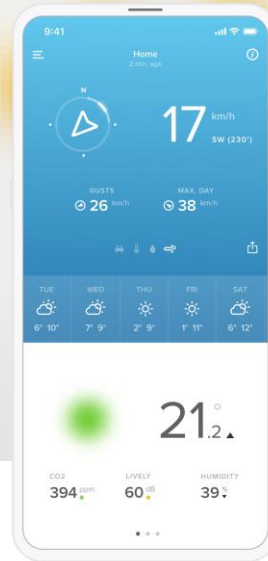 9:41
Home
2 min ago
N
17 km/h
SW (230°)
GUSTS MAX. DAY
26 km/h 38 km/h
TUE WED THU FRI SAT
6° 10° 7° 9° 2° 9° 1° 11° 6° 12°
21.2°
CO2 LIVELY HUMIDITY
394 ppm 60 dB 39 %